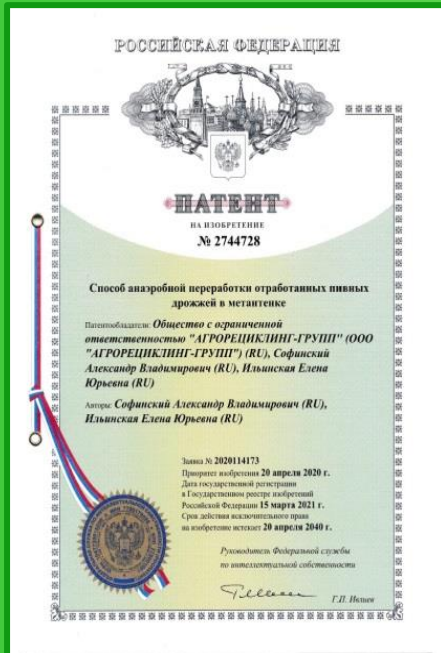 РОССИЙСКАЯ ФЕДЕРАЦИЯ
ПАТЕНТ
НА ИЗОБРЕТЕНИЕ
№ 2744728
Способ анаэробной переработки отработанных пивных
дрожжей в метантенке
Патентообладатели: Общество с ограниченной
ответственностью "АГРОРЕЦИКЛИНГ-ГРУПП" (ООО
"АГРОРЕЦИКЛИНГ-ГРУПП") (RU), Софинский
Александр Владимирович (RU), Ильинская Елена
Юрьевна (RU)
Авторы: Софинский Александр Владимирович (RU),
Ильинская Елена Юрьевна (RU)
Заявка № 2020114173
Приоритет изобретения 20 апреля 2020 г.
Дата государственной регистрации
в Государственном реестре изобретений
Российской Федерации 15 марта 2021 г.
Срок действия исключительного права
на изобретение истекает 20 апреля 2040 г.
Руководитель Федеральной службы
по интеллектуальной собственности
Г.П. Ивлиев